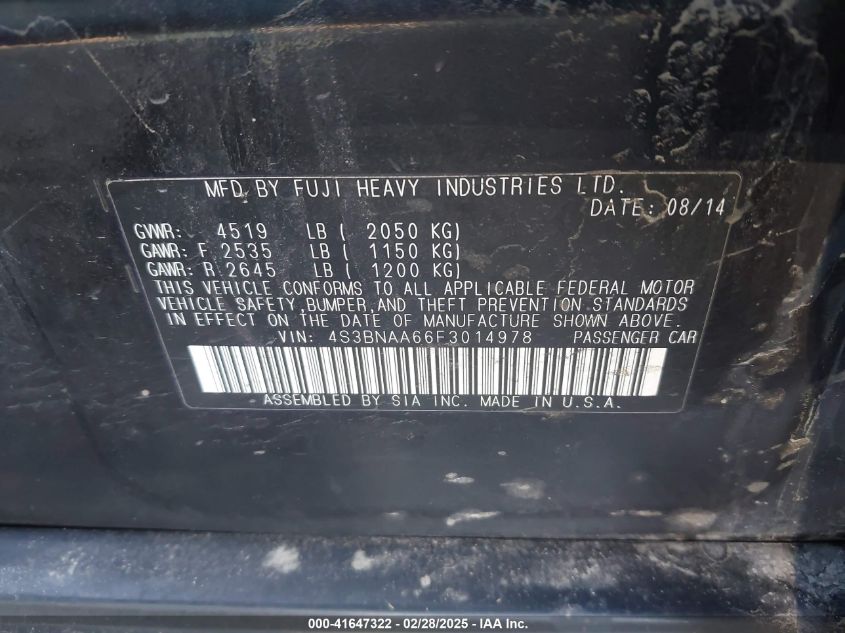 MFD BY FUJI HEAVY INDUSTRIES LTD.
DATE: 08/14
GVWR: 4519 LB ( 2050 KG)
GAWR: F 2535 LB ( 1150 KG)
GAWR: R 2645 LB ( 1200 KG)
THIS VEHICLE CONFORMS TO ALL APPLICABLE FEDERAL MOTOR
VEHICLE SAFETY,BUMPER,AND THEFT PREVENTION STANDARDS
IN EFFECT ON THE DATE OF MANUFACTURE SHOWN ABOVE.
VIN: 4S3BNAA66F3014978 PASSENGER CAR
ASSEMBLED BY SIA INC. MADE IN U.S.A.
000-41647322 - 02/28/2025 - IAA Inc.